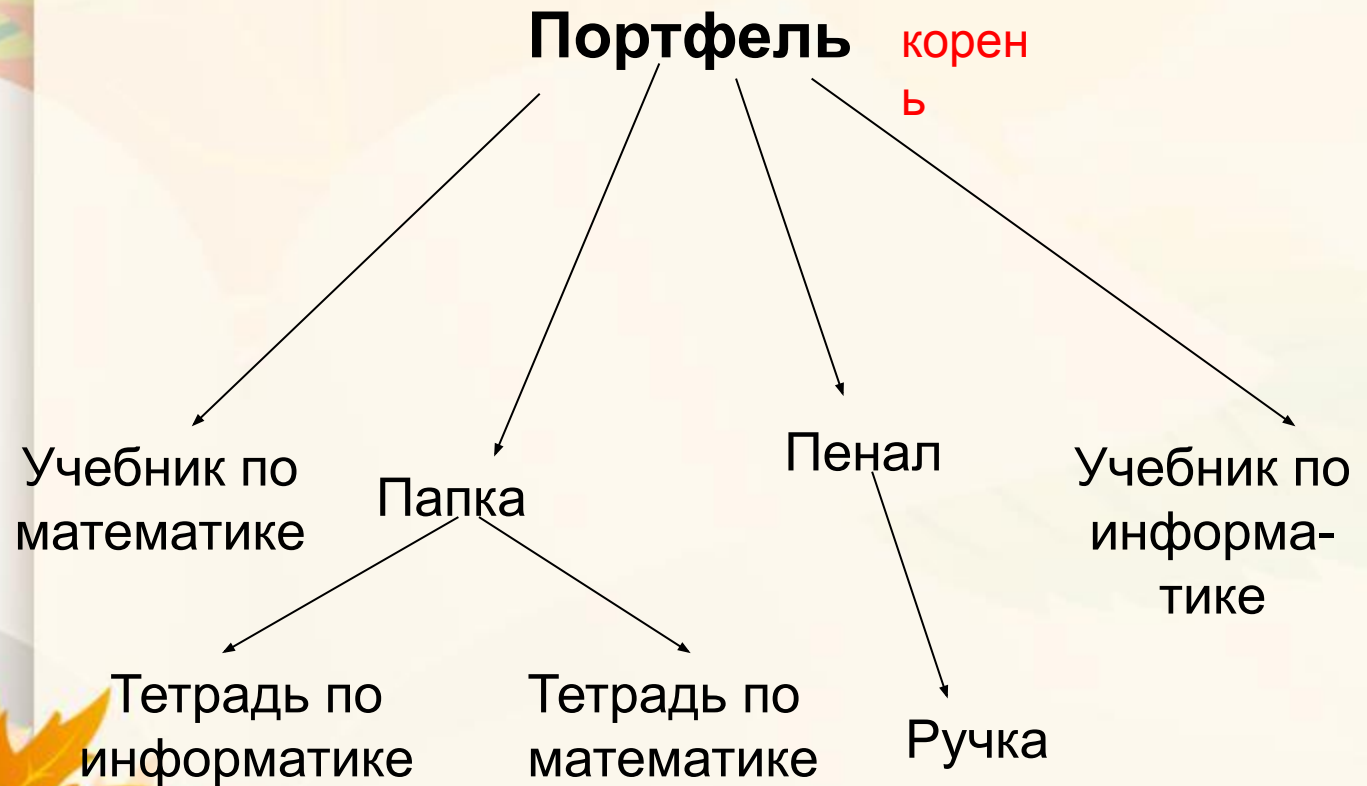 Портфель
корен
ь
Учебник по
математике
Папка
Пенал
Учебник по
информа-
тике
Тетрадь по
информатике
Тетрадь по
математике
Ручка